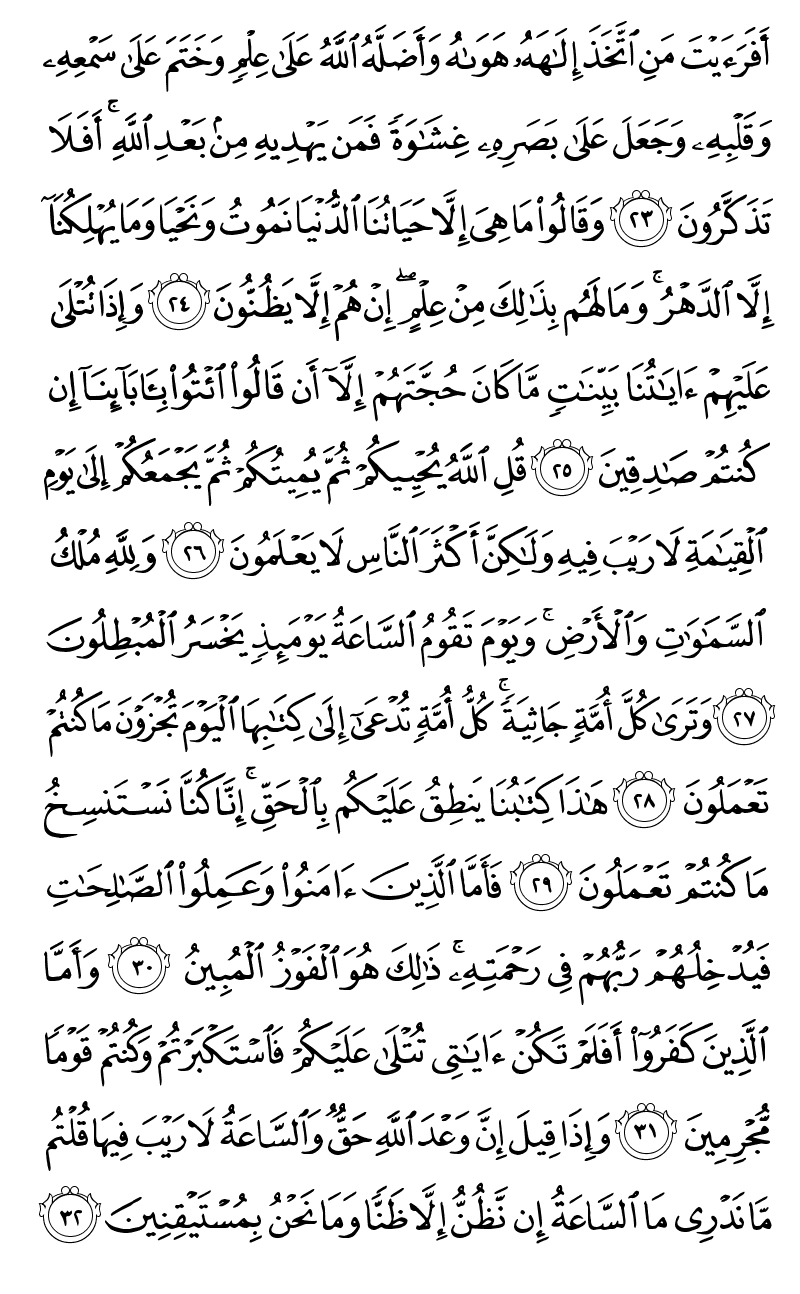 أَفَرَءَيْتَ مَنِ ٱتَّخَذَ إِلَٰهَهُۥ هَوَىٰهُ وَأَضَلَّهُ ٱللَّهُ عَلَىٰ عِلْمٍ وَخَتَمَ عَلَىٰ سَمْعِهِۦ
وَقَلْبِهِۦ وَجَعَلَ عَلَىٰ بَصَرِهِۦ غِشَٰوَةً فَمَن يَهْدِيهِ مِنۢ بَعْدِ ٱللَّهِ ۚ أَفَلَا
تَذَكَّرُونَ ٢٣ وَقَالُوا۟ مَا هِىَ إِلَّا حَيَاتُنَا ٱلدُّنْيَا نَمُوتُ وَنَحْيَا وَمَا يُهْلِكُنَآ
إِلَّا ٱلدَّهْرُ ۚ وَمَا لَهُم بِذَٰلِكَ مِنْ عِلْمٍ ۖ إِنْ هُمْ إِلَّا يَظُنُّونَ ٢٤ وَإِذَا تُتْلَىٰ
عَلَيْهِمْ ءَايَٰتُنَا بَيِّنَٰتٍ مَّا كَانَ حُجَّتَهُمْ إِلَّآ أَن قَالُوا۟ ٱئْتُوا۟ بِـَٔابَآئِنَآ إِن
كُنتُمْ صَٰدِقِينَ ٢٥ قُلِ ٱللَّهُ يُحْيِيكُمْ ثُمَّ يُمِيتُكُمْ ثُمَّ يَجْمَعُكُمْ إِلَىٰ يَوْمِ
ٱلْقِيَٰمَةِ لَا رَيْبَ فِيهِ وَلَٰكِنَّ أَكْثَرَ ٱلنَّاسِ لَا يَعْلَمُونَ ٢٦ وَلِلَّهِ مُلْكُ
ٱلسَّمَٰوَٰتِ وَٱلْأَرْضِ ۚ وَيَوْمَ تَقُومُ ٱلسَّاعَةُ يَوْمَئِذٍ يَخْسَرُ ٱلْمُبْطِلُونَ
٢٧ وَتَرَىٰ كُلَّ أُمَّةٍ جَاثِيَةً ۚ كُلُّ أُمَّةٍ تُدْعَىٰٓ إِلَىٰ كِتَٰبِهَا ٱلْيَوْمَ تُجْزَوْنَ مَا كُنتُمْ
تَعْمَلُونَ ٢٨ هَٰذَا كِتَٰبُنَا يَنطِقُ عَلَيْكُم بِٱلْحَقِّ ۚ إِنَّا كُنَّا نَسْتَنسِخُ
مَا كُنتُمْ تَعْمَلُونَ ٢٩ فَأَمَّا ٱلَّذِينَ ءَامَنُوا۟ وَعَمِلُوا۟ ٱلصَّٰلِحَٰتِ
فَيُدْخِلُهُمْ رَبُّهُمْ فِى رَحْمَتِهِۦ ۚ ذَٰلِكَ هُوَ ٱلْفَوْزُ ٱلْمُبِينُ ٣٠ وَأَمَّا
ٱلَّذِينَ كَفَرُوٓا۟ أَفَلَمْ تَكُنْ ءَايَٰتِى تُتْلَىٰ عَلَيْكُمْ فَٱسْتَكْبَرْتُمْ وَكُنتُمْ قَوْمًا
مُّجْرِمِينَ ٣١ وَإِذَا قِيلَ إِنَّ وَعْدَ ٱللَّهِ حَقٌّ وَٱلسَّاعَةُ لَا رَيْبَ فِيهَا قُلْتُم
مَّا نَدْرِى مَا ٱلسَّاعَةُ إِن نَّظُنُّ إِلَّا ظَنًّا وَمَا نَحْنُ بِمُسْتَيْقِنِينَ ٣٢